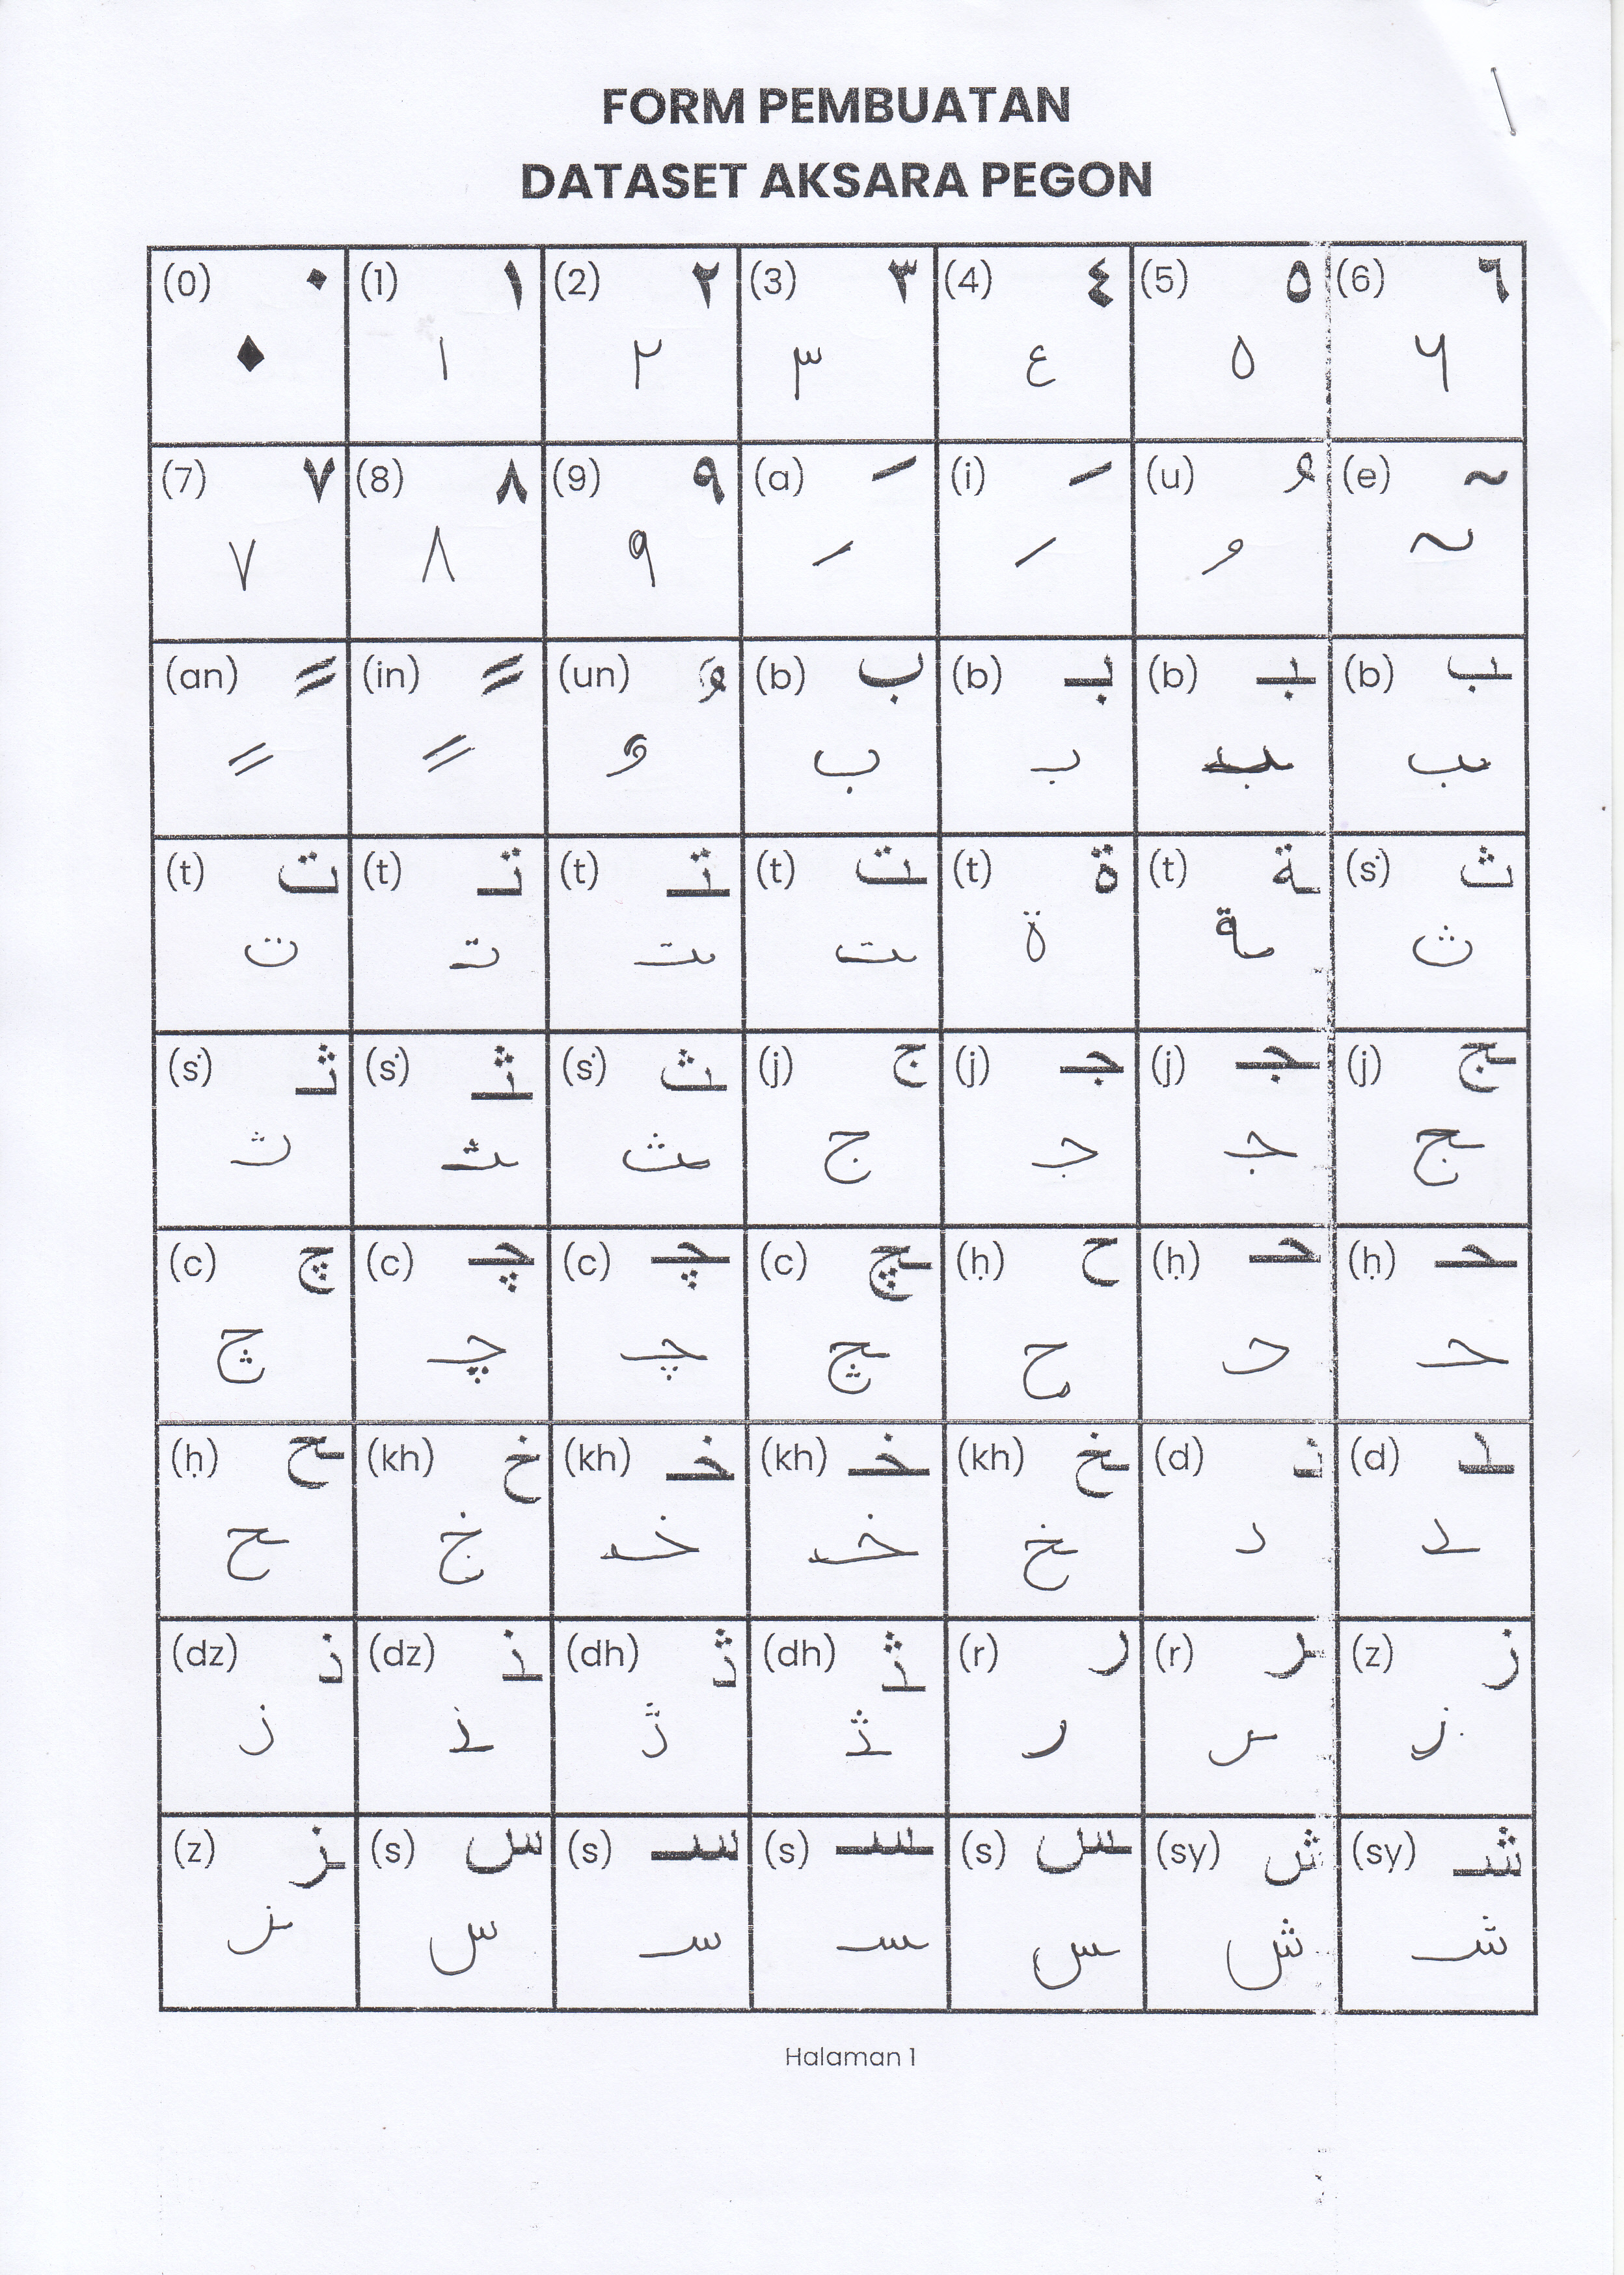 FORM PEMBUATAN
DATASET AKSARA PEGON
(0) ٠ (1) ١ (2) ٢ (3) ٣ (4) ٤ (5) ٥ (6) ٦
٠ ١ ٢ ٣ ٤ ٥ ٦
(7) ٧ (8) ٨ (9) ٩ (a) َ (i) َ (u) ُ (e) ~
٧ ٨ ٩ َ َ ُ ~
(an) ً (in) ً (un) ٌ (b) ب (b) بـ (b) ـبـ (b) ـب
ً ً ٌ ب بـ ـبـ ـب
(t) ت (t) تـ (t) ـتـ (t) ـت (t) ة (t) ـة (ṡ) ث
ت تـ ـتـ ـت ة ـة ث
(ṡ) ثـ (ṡ) ـثـ (ṡ) ـث (j) ج (j) جـ (j) ـجـ (j) ـج
ثـ ـثـ ـث ج جـ ـجـ ـج
(c) چ (c) چـ (c) ـچـ (c) ـچ (ḥ) ح (ḥ) حـ (ḥ) ـحـ
چ چـ ـچـ ـچ ح حـ ـحـ
(ḥ) ـح (kh) خ (kh) خـ (kh) ـخـ (kh) ـخ (d) د (d) ـد
ـح خ خـ ـخـ ـخ د ـد
(dz) ذ (dz) ـذ (dh) ڎ (dh) ـڎ (r) ر (r) ـر (z) ز
ذ ـذ ڎ ـڎ ر ـر ز
(z) ـز (s) س (s) سـ (s) ـسـ (s) ـس (sy) ش (sy) شـ
ـز س سـ ـسـ ـس ش شـ
Halaman 1